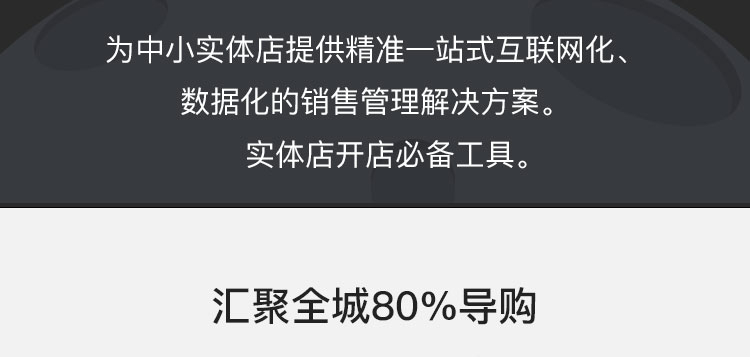 为中小实体店提供精准一站式互联网化、
数据化的销售管理解决方案。
实体店开店必备工具。
汇聚全城80%导购